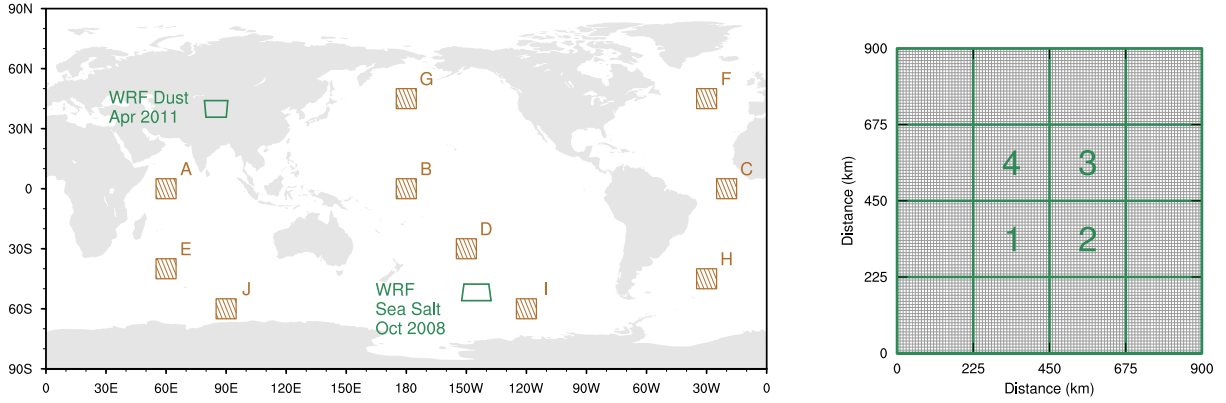 90N
60N
30N
0
30S
60S
90S
0
30E
60E
90E
120E
150E
180
150W
120W
90W
60W
30W
0
WRF Dust
Apr 2011
G
F
A
B
C
D
E
H
J
I
WRF
Sea Salt
Oct 2008
900
675
450
225
0
Distance (km)
4
3
1
2
0
225
450
675
900
Distance (km)